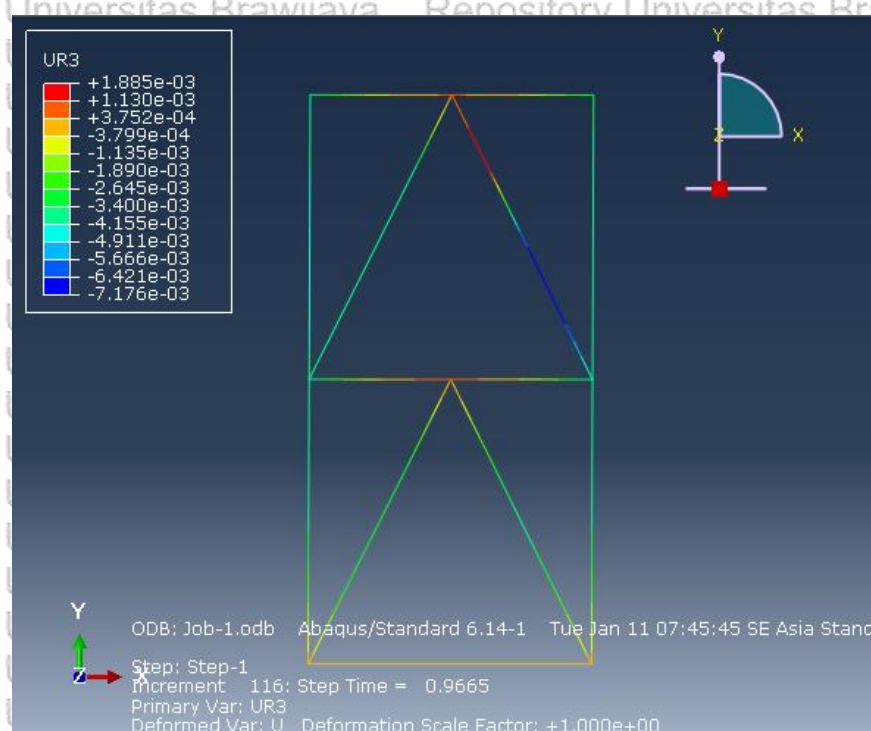 Universitas Brawijaya Repository Universitas Br
UR3
+1.885e-03
+1.130e-03
+3.752e-04
-3.799e-04
-1.135e-03
-1.890e-03
-2.645e-03
-3.400e-03
-4.155e-03
-4.911e-03
-5.666e-03
-6.421e-03
-7.176e-03
Y
Z X
Y
Z X
ODB: Job-1.odb Abaqus/Standard 6.14-1 Tue Jan 11 07:45:45 SE Asia Stand
Step: Step-1
Increment 116: Step Time = 0.9665
Primary Var: UR3
Deformed Var: U Deformation Scale Factor: +1.000e+00